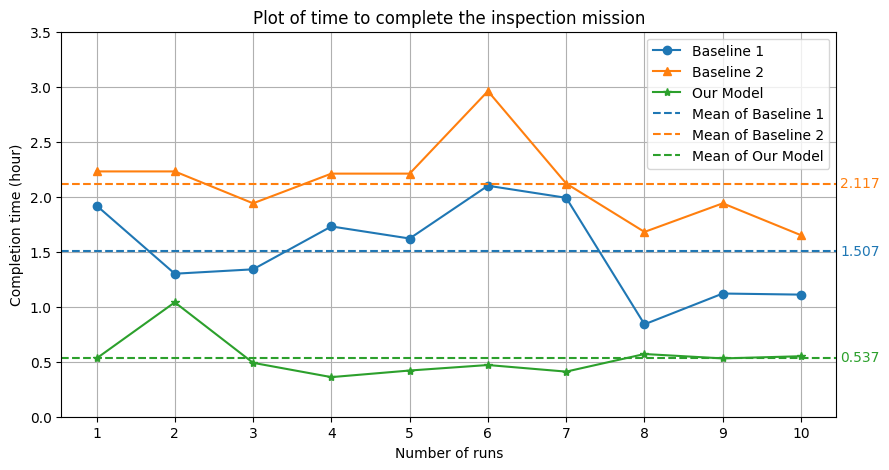 Plot of time to complete the inspection mission
Completion time (hour)
3.5
3.0
2.5
2.0
1.5
1.0
0.5
0.0
Baseline 1
Baseline 2
Our Model
Mean of Baseline 1
Mean of Baseline 2
Mean of Our Model
2.117
1.507
0.537
1 2 3 4 5 6 7 8 9 10
Number of runs